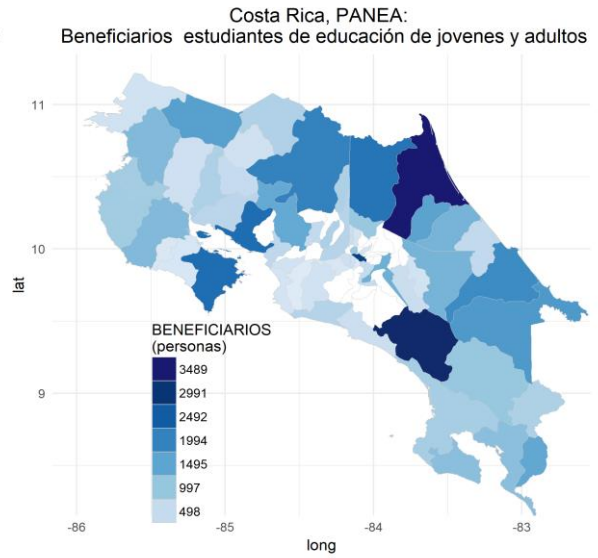 Costa Rica, PANEA:
Beneficiarios  estudiantes de educación de jovenes y adultos
11
10
9
lat
BENEFICIARIOS
(personas)
3489
2991
2492
1994
1495
997
498
-86
-85
-84
-83
long